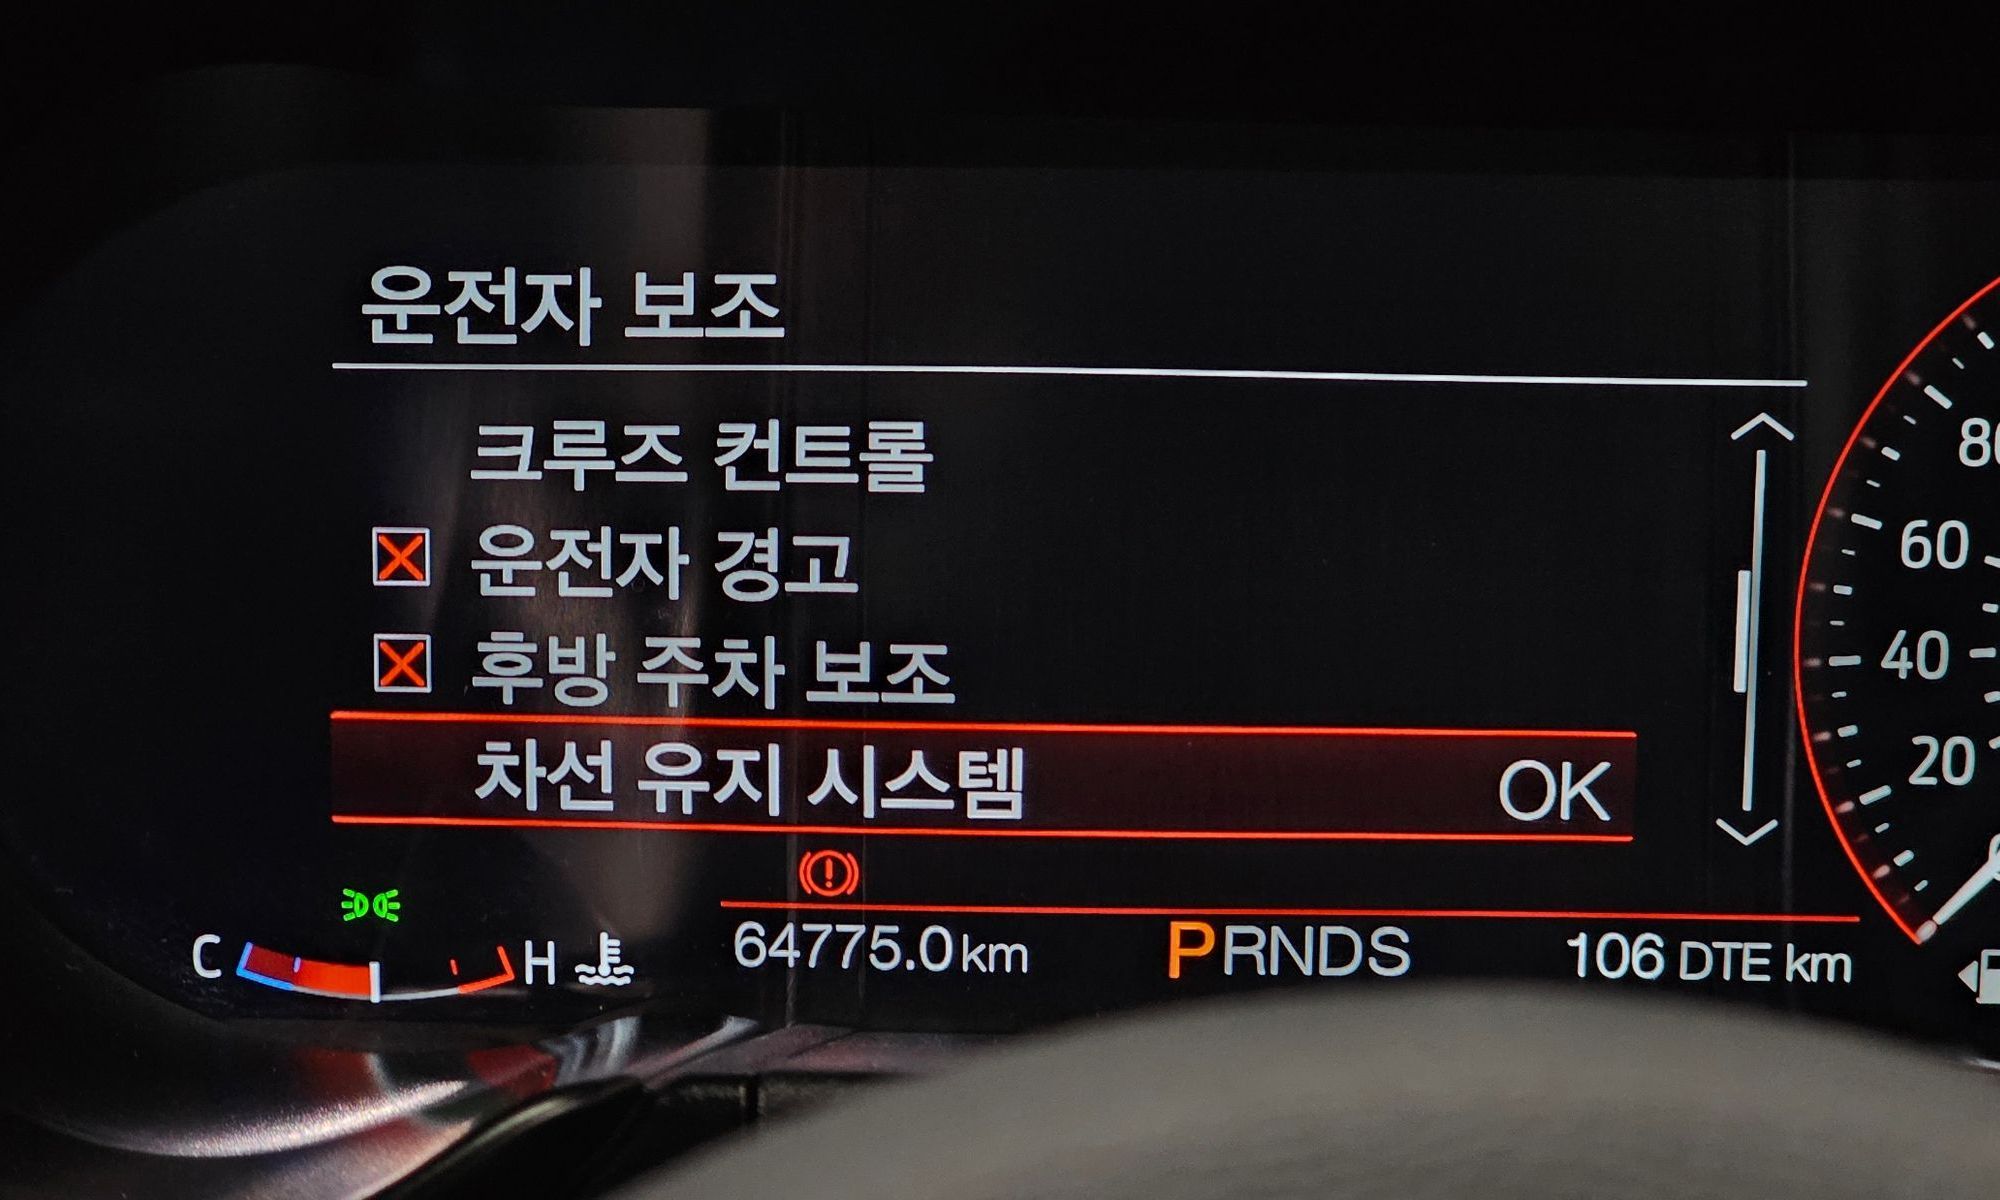 운전자 보조
크루즈 컨트롤
운전자 경고
후방 주차 보조
차선 유지 시스템 OK
C H
64775.0 km PRNDS 106 DTE km
60
40
20